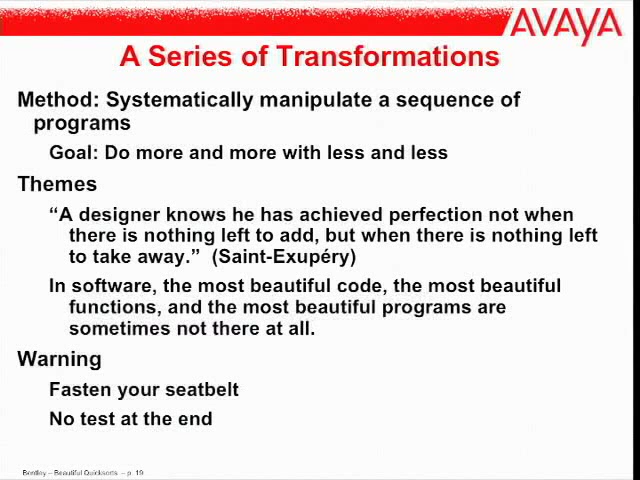 AVAYA
A Series of Transformations
Method: Systematically manipulate a sequence of
programs
Goal: Do more and more with less and less
Themes
“A designer knows he has achieved perfection not when
there is nothing left to add, but when there is nothing left
to take away.” (Saint-Exupéry)
In software, the most beautiful code, the most beautiful
functions, and the most beautiful programs are
sometimes not there at all.
Warning
Fasten your seatbelt
No test at the end
Bentley – Beautiful Quicksorts – p. 19